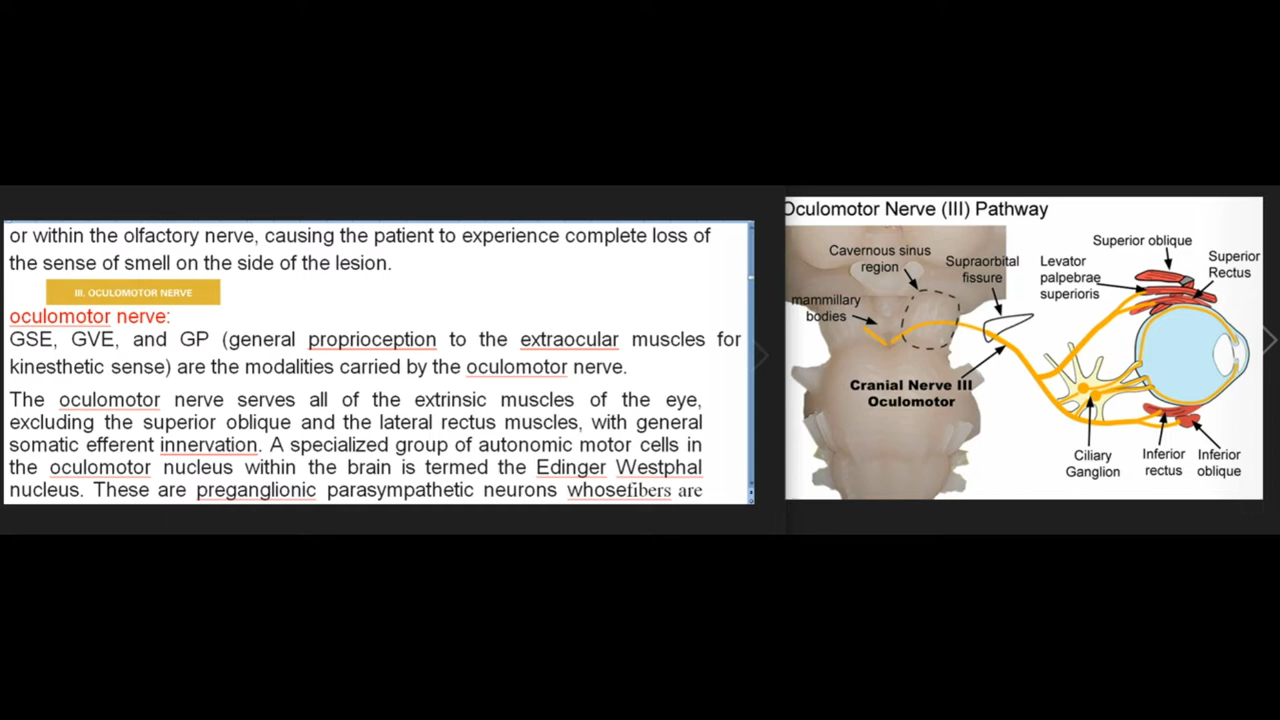 or within the olfactory nerve, causing the patient to experience complete loss of
the sense of smell on the side of the lesion.
III. OCULOMOTOR NERVE
oculomotor nerve:
GSE, GVE, and GP (general proprioception to the extraocular muscles for
kinesthetic sense) are the modalities carried by the oculomotor nerve.
The oculomotor nerve serves all of the extrinsic muscles of the eye,
excluding the superior oblique and the lateral rectus muscles, with general
somatic efferent innervation. A specialized group of autonomic motor cells in
the oculomotor nucleus within the brain is termed the Edinger Westphal
nucleus. These are preganglionic parasympathetic neurons whosefibers are
Oculomotor Nerve (III) Pathway
Cavernous sinus
region
Supraorbital
fissure
mammillary
bodies
Levator
palpebrae
superioris
Superior oblique
Superior
Rectus
Cranial Nerve III
Oculomotor
Ciliary
Ganglion
Inferior
rectus
Inferior
oblique